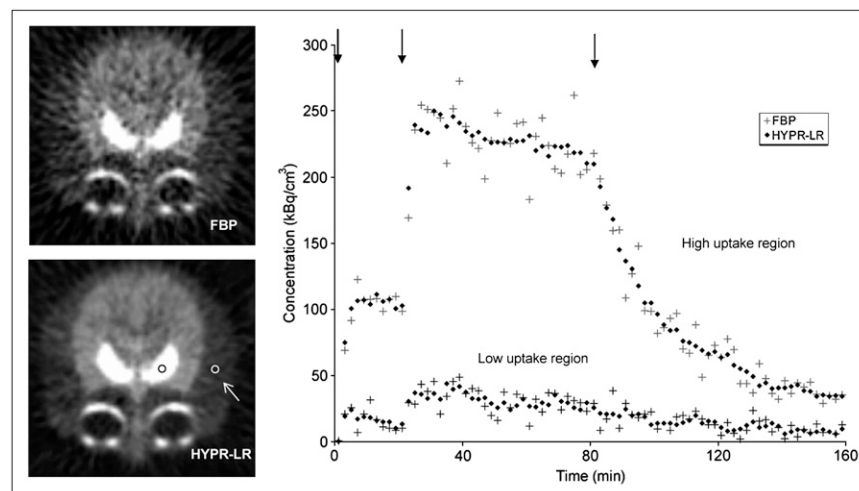 FBP
HYPR-LR
300
250
200
150
100
50
0
Concentration (kBq/cm³)
0
40
80
120
160
Time (min)
FBP
HYPR-LR
High uptake region
Low uptake region